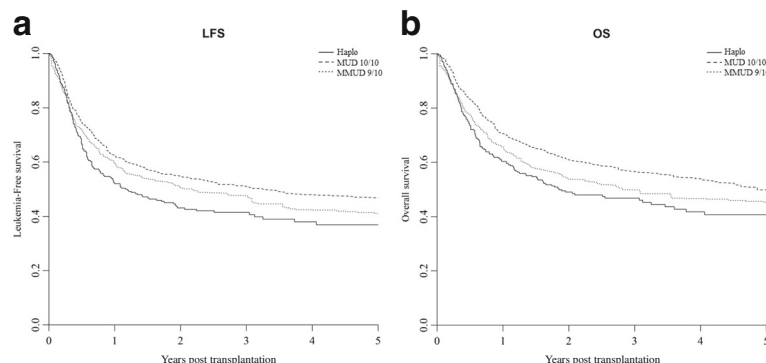 a
LFS
Haplo
MUD 10/10
MMUD 9/10
Leukemia-Free survival
1.0
0.8
0.6
0.4
0.2
0.0
0 1 2 3 4 5
Years post transplantation
b
OS
Haplo
MUD 10/10
MMUD 9/10
Overall survival
1.0
0.8
0.6
0.4
0.2
0.0
0 1 2 3 4 5
Years post transplantation